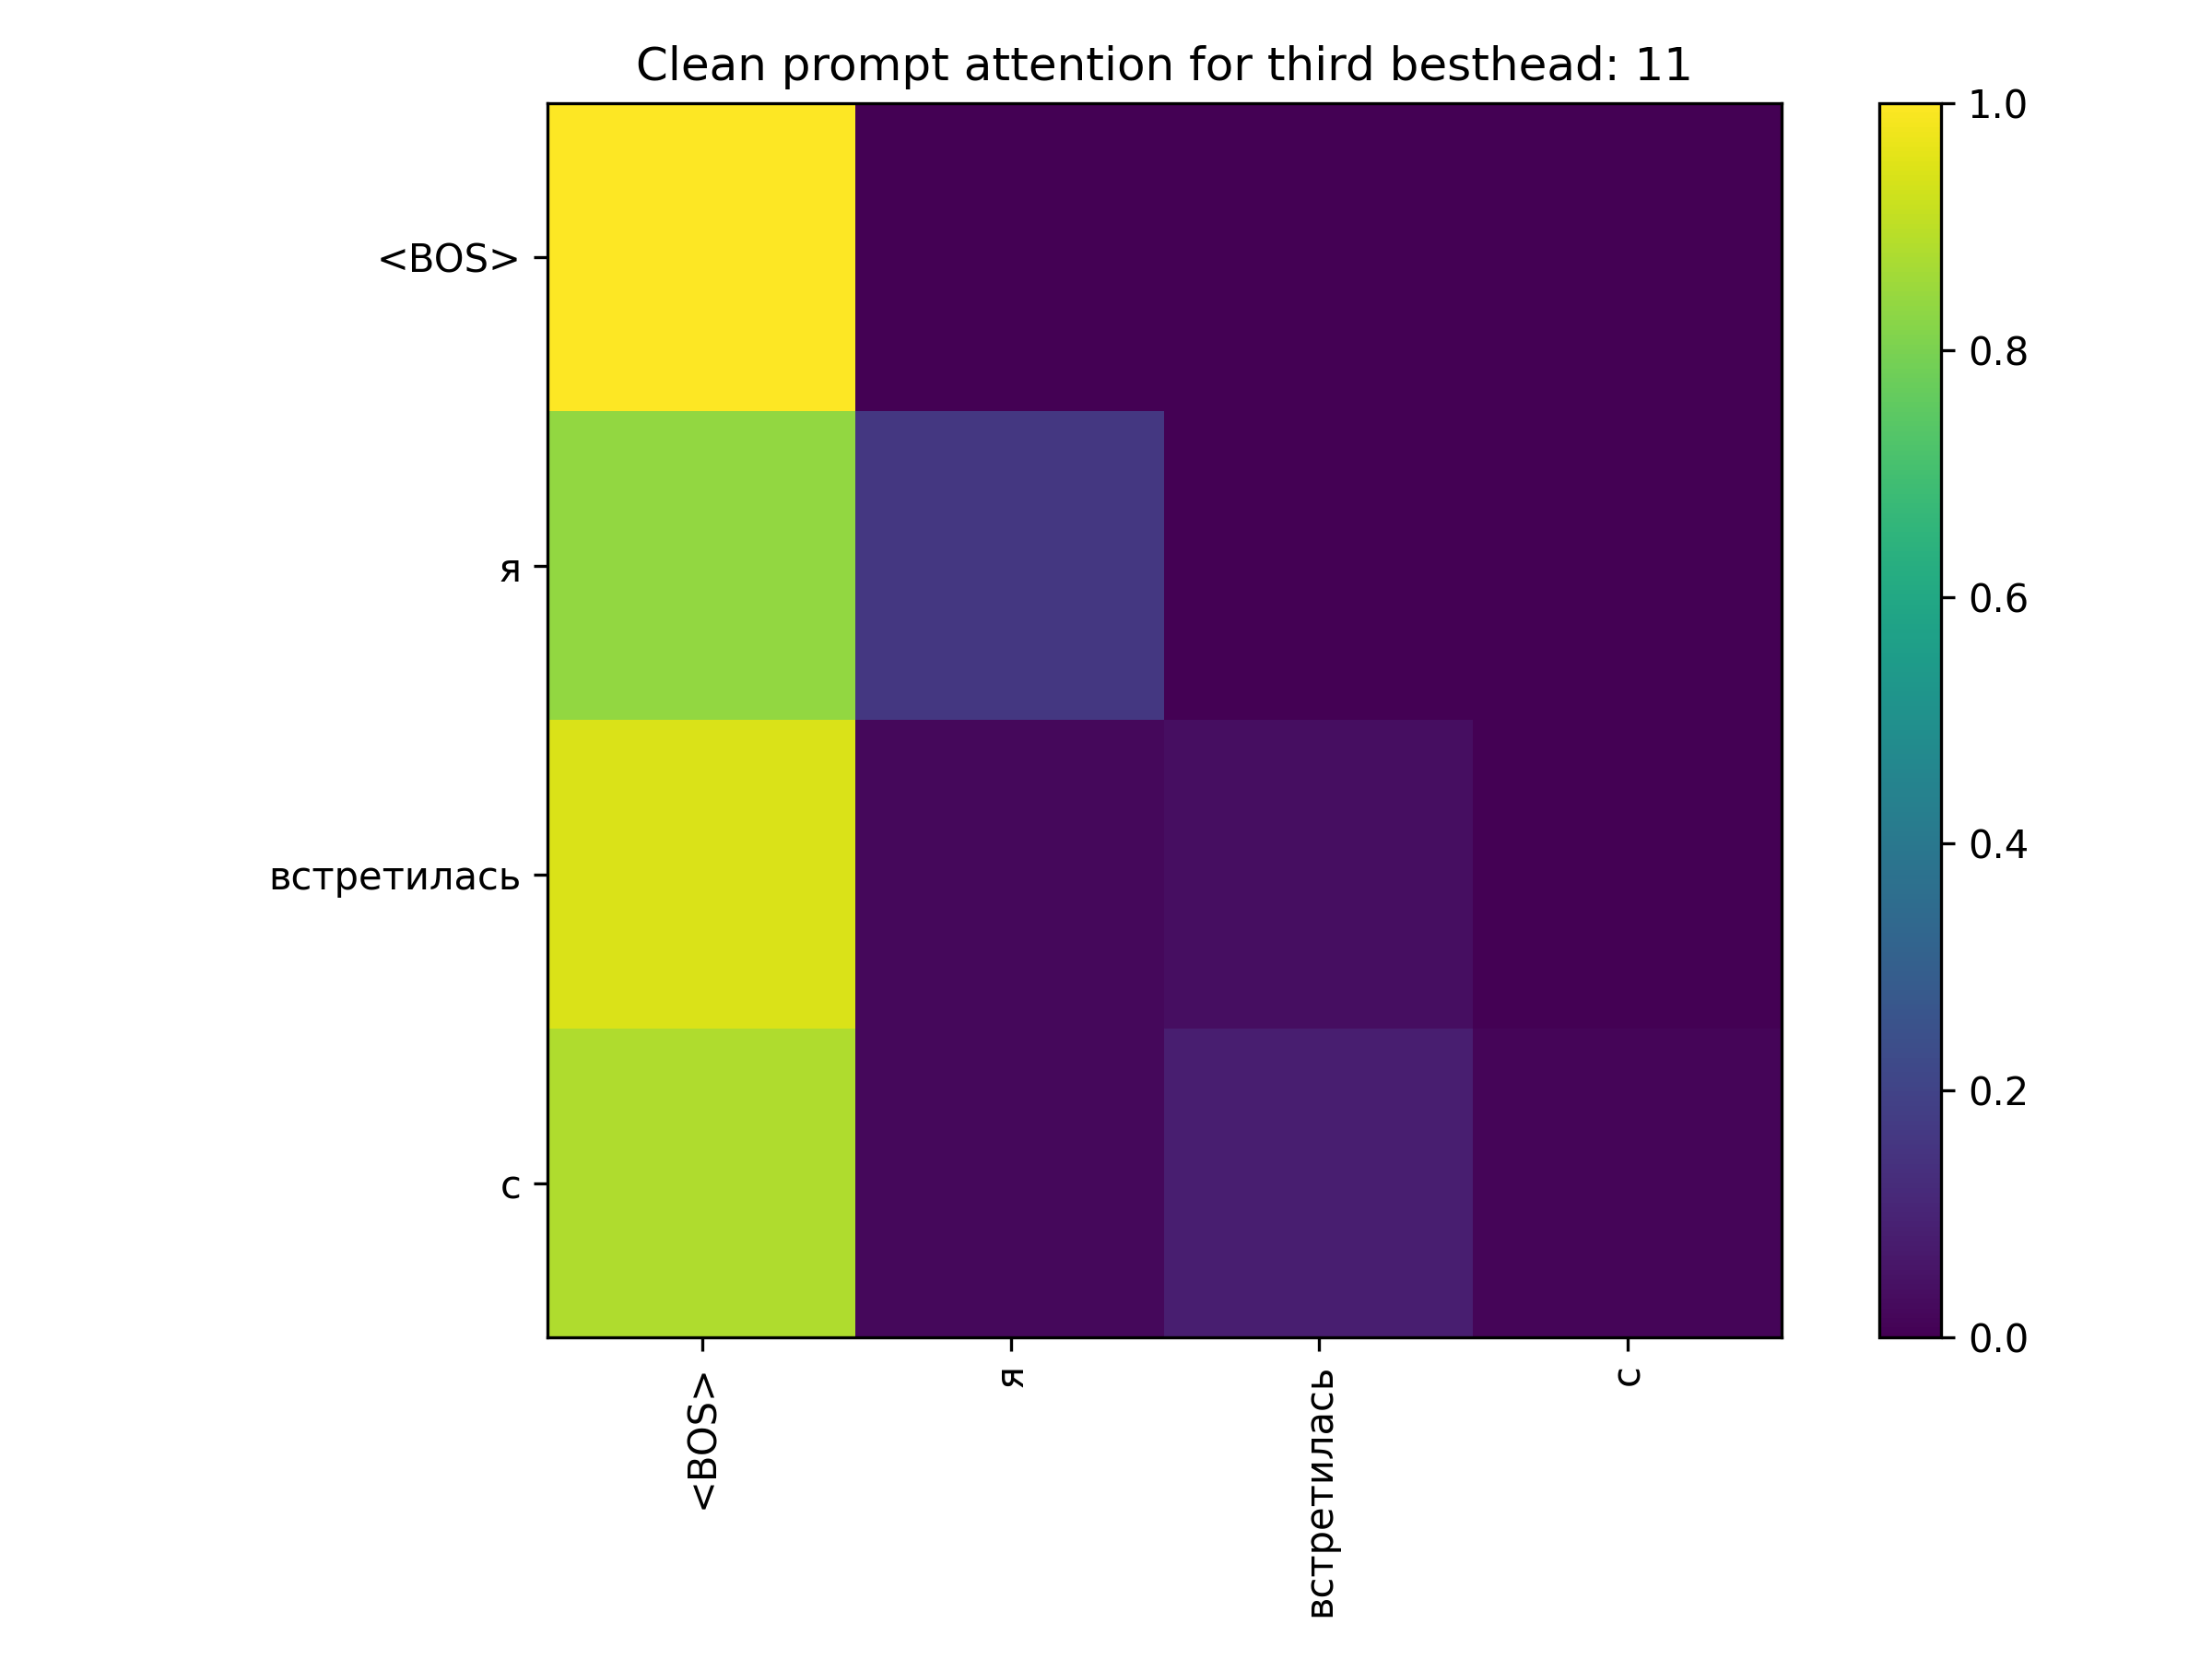 Clean prompt attention for third besthead: 11
<BOS>
я
встретилась
с
<BOS>
я
встретилась
с
1.0
0.8
0.6
0.4
0.2
0.0